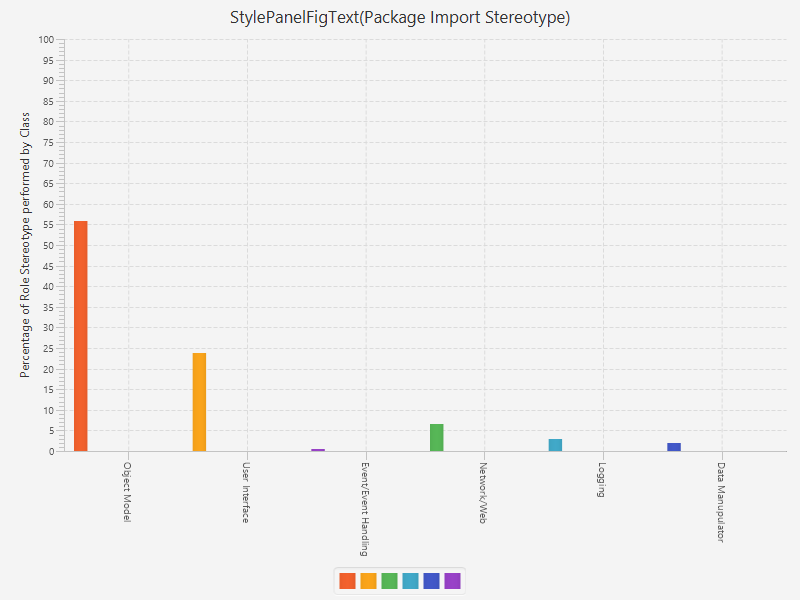 StylePanelFigText(Package Import Stereotype)
Percentage of Role Stereotype performed by Class
100
95
90
85
80
75
70
65
60
55
50
45
40
35
30
25
20
15
10
5
0
Object Model
User Interface
Event/Event Handling
Network/Web
Logging
Data Manupulator